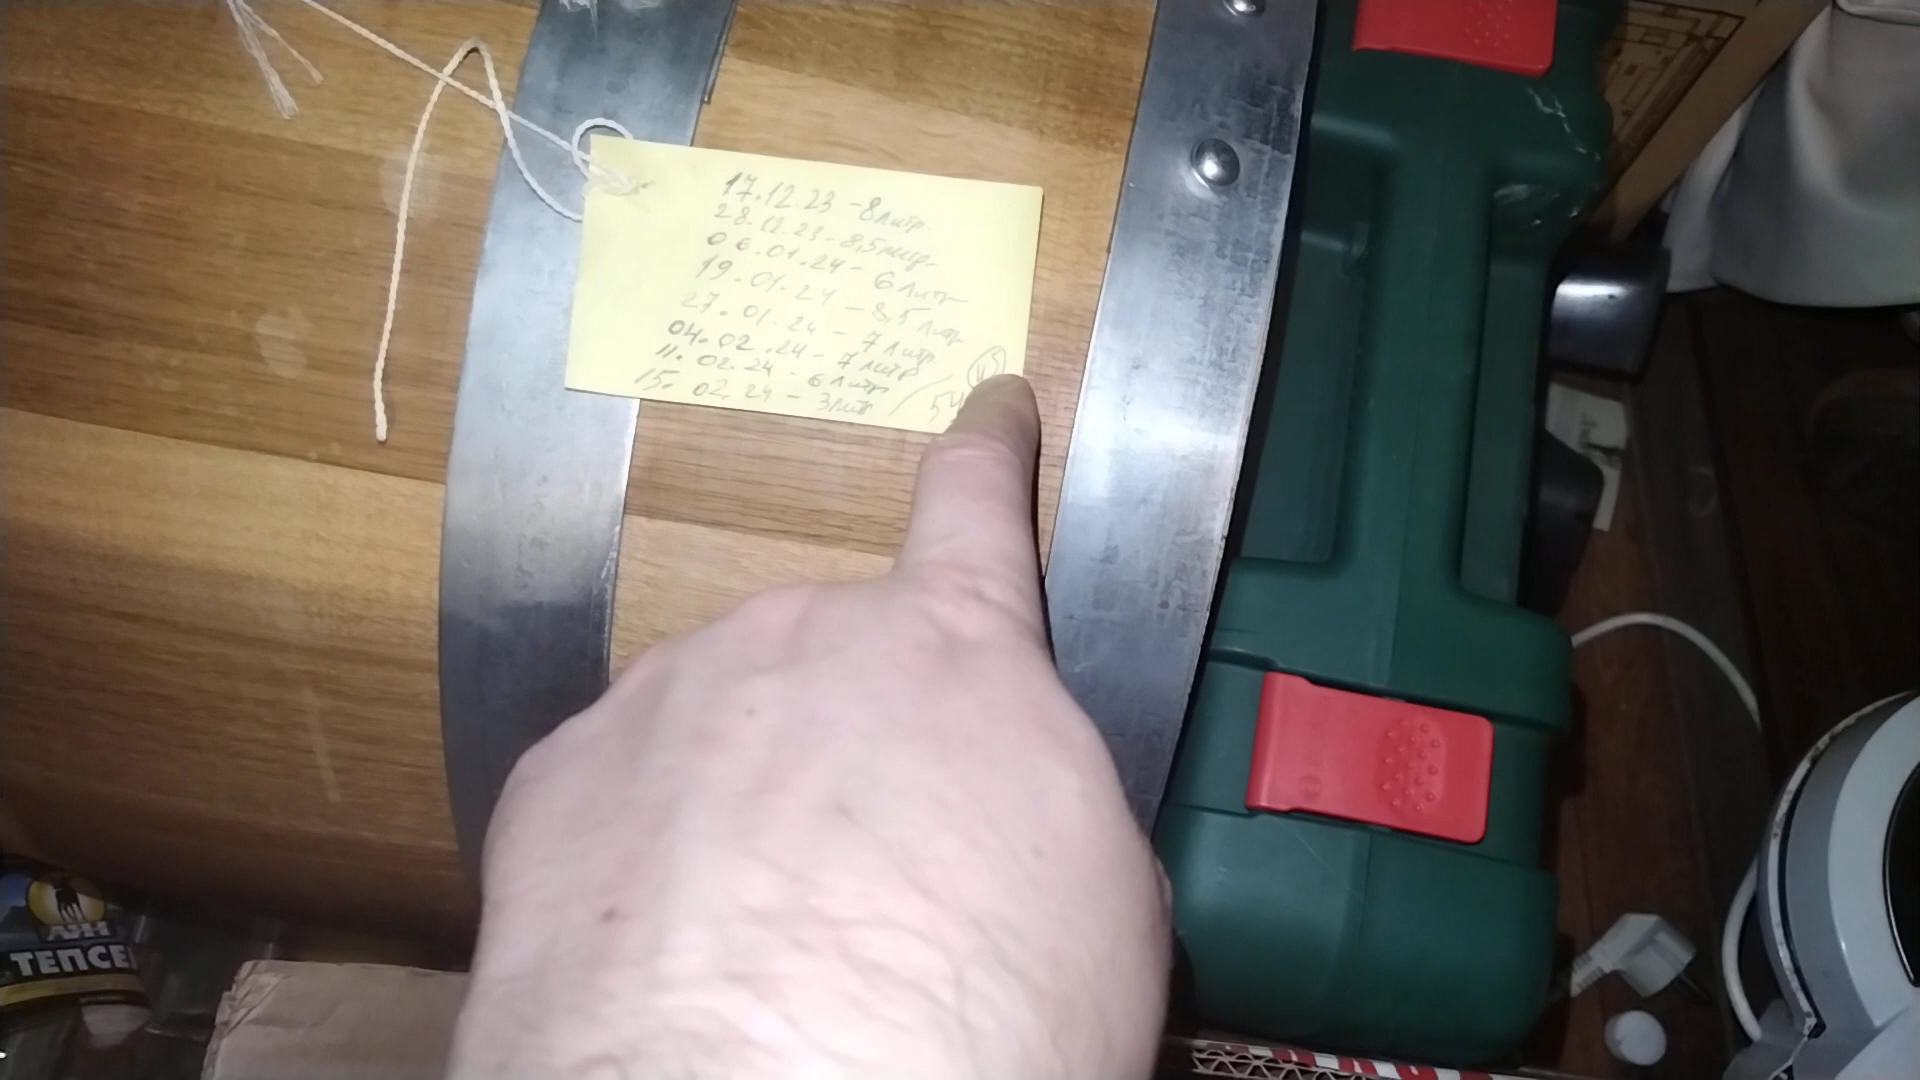 17.12.23 - 8 литр.
28.12.23 - 8,5 литр.
06.01.24 - 6 литр
19.01.24 - 8,5 литр
27.01.24 - 7 литр
04.02.24 - 7 литр
11.02.24 - 6 литр
15.02.24 - 3 литр
54
ТЕПСЕ